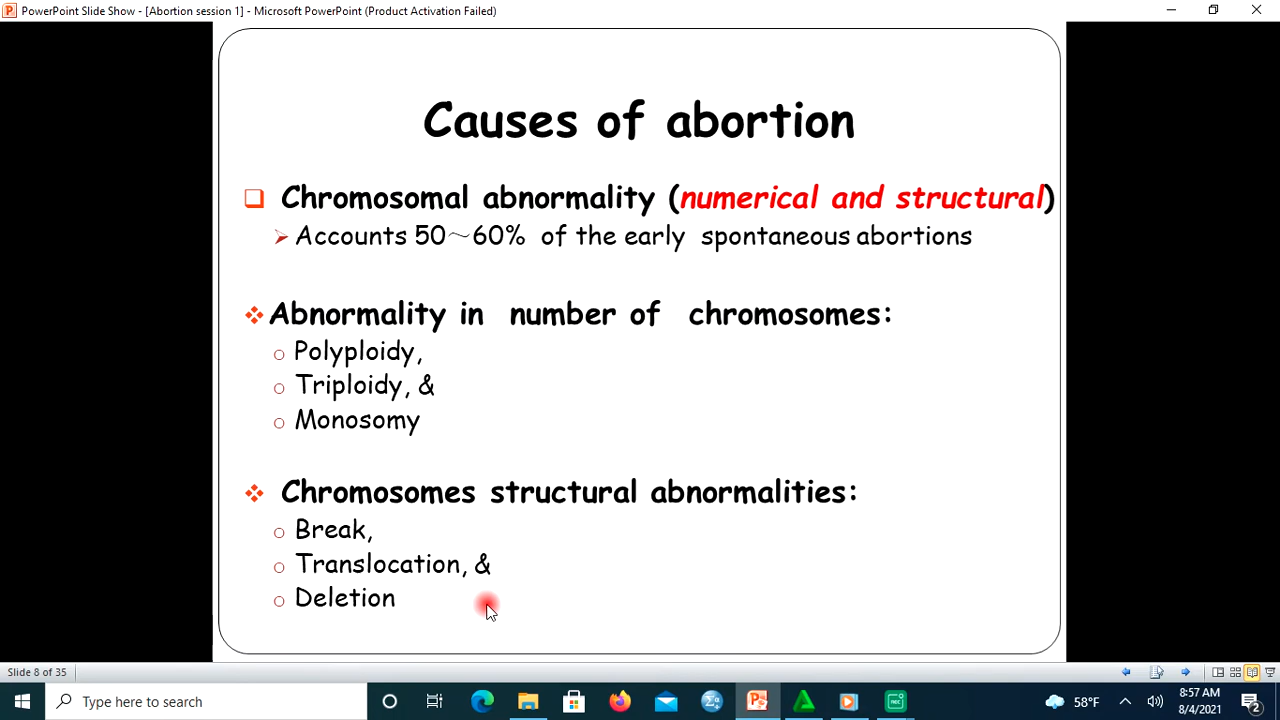 PowerPoint Slide Show - [Abortion session 1] - Microsoft PowerPoint (Product Activation Failed)
Causes of abortion
Chromosomal abnormality (numerical and structural)
Accounts 50～60% of the early spontaneous abortions
Abnormality in number of chromosomes:
Polyploidy,
Triploidy, &
Monosomy
Chromosomes structural abnormalities:
Break,
Translocation, &
Deletion
Slide 8 of 35
Type here to search
58°F
8:57 AM
8/4/2021
2